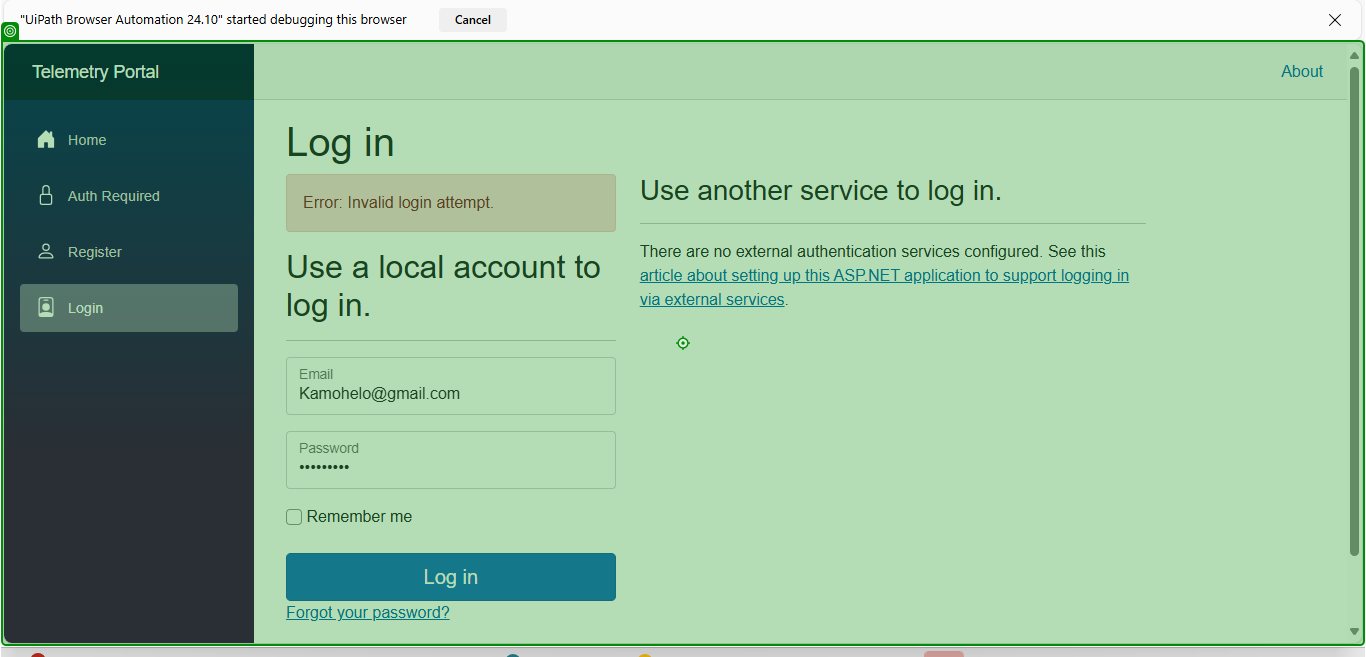 "UiPath Browser Automation 24.10" started debugging this browser
Cancel
Telemetry Portal
About
Home
Auth Required
Register
Login
Log in
Error: Invalid login attempt.
Use a local account to
log in.
Email
Kamohelo@gmail.com
Password
•••••••••
Remember me
Log in
Forgot your password?
Use another service to log in.
There are no external authentication services configured. See this
article about setting up this ASP.NET application to support logging in
via external services.